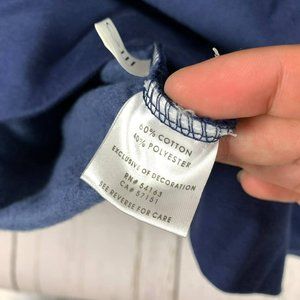 60% COTTON
40% POLYESTER
EXCLUSIVE OF DECORATION
RN# 54163
CA# 57151
SEE REVERSE FOR CARE